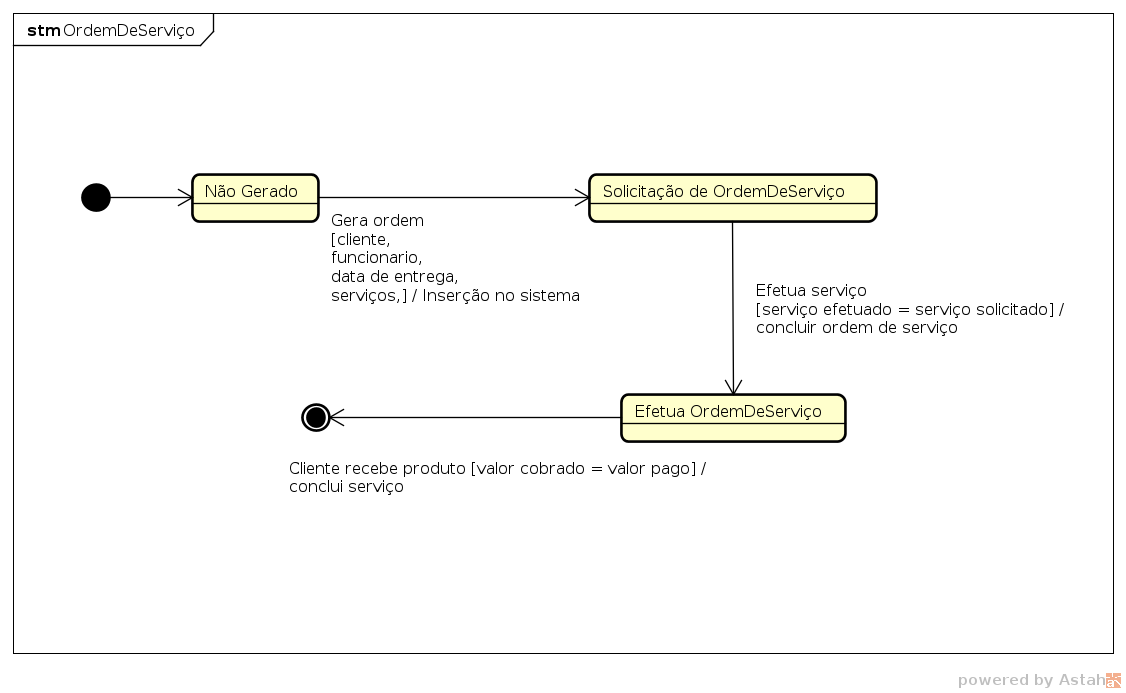 stm OrdemDeServiço
Não Gerado
Solicitação de OrdemDeServiço
Gera ordem
[cliente,
funcionario,
data de entrega,
serviços,] / Inserção no sistema
Efetua serviço
[serviço efetuado = serviço solicitado] /
concluir ordem de serviço
Efetua OrdemDeServiço
Cliente recebe produto [valor cobrado = valor pago] /
conclui serviço
powered by Astah